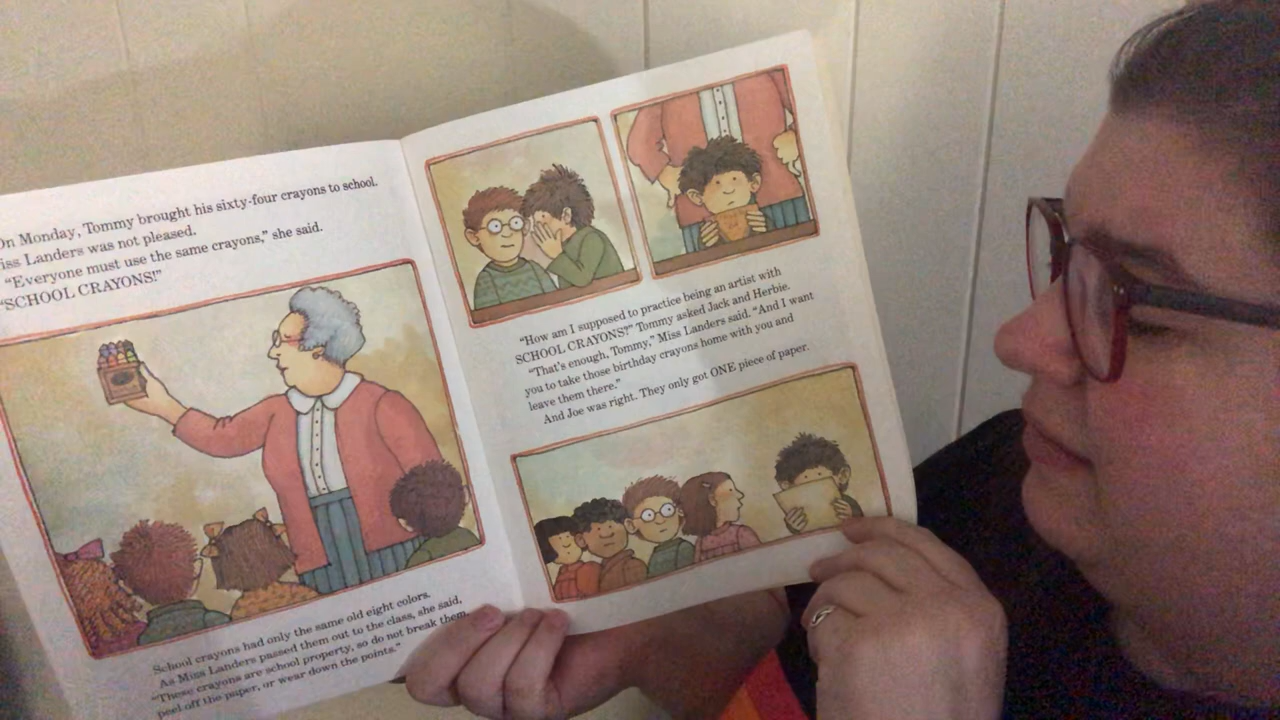 On Monday, Tommy brought his sixty-four crayons to school.
iss Landers was not pleased.
"Everyone must use the same crayons," she said.
"SCHOOL CRAYONS!"
School crayons had only the same old eight colors.
As Miss Landers passed them out to the class, she said,
"These crayons are school property, so do not break them,
peel off the paper, or wear down the points."
"How am I supposed to practice being an artist with
SCHOOL CRAYONS?" Tommy asked Jack and Herbie.
"That's enough, Tommy," Miss Landers said. "And I want
you to take those birthday crayons home with you and
leave them there."
And Joe was right. They only got ONE piece of paper.